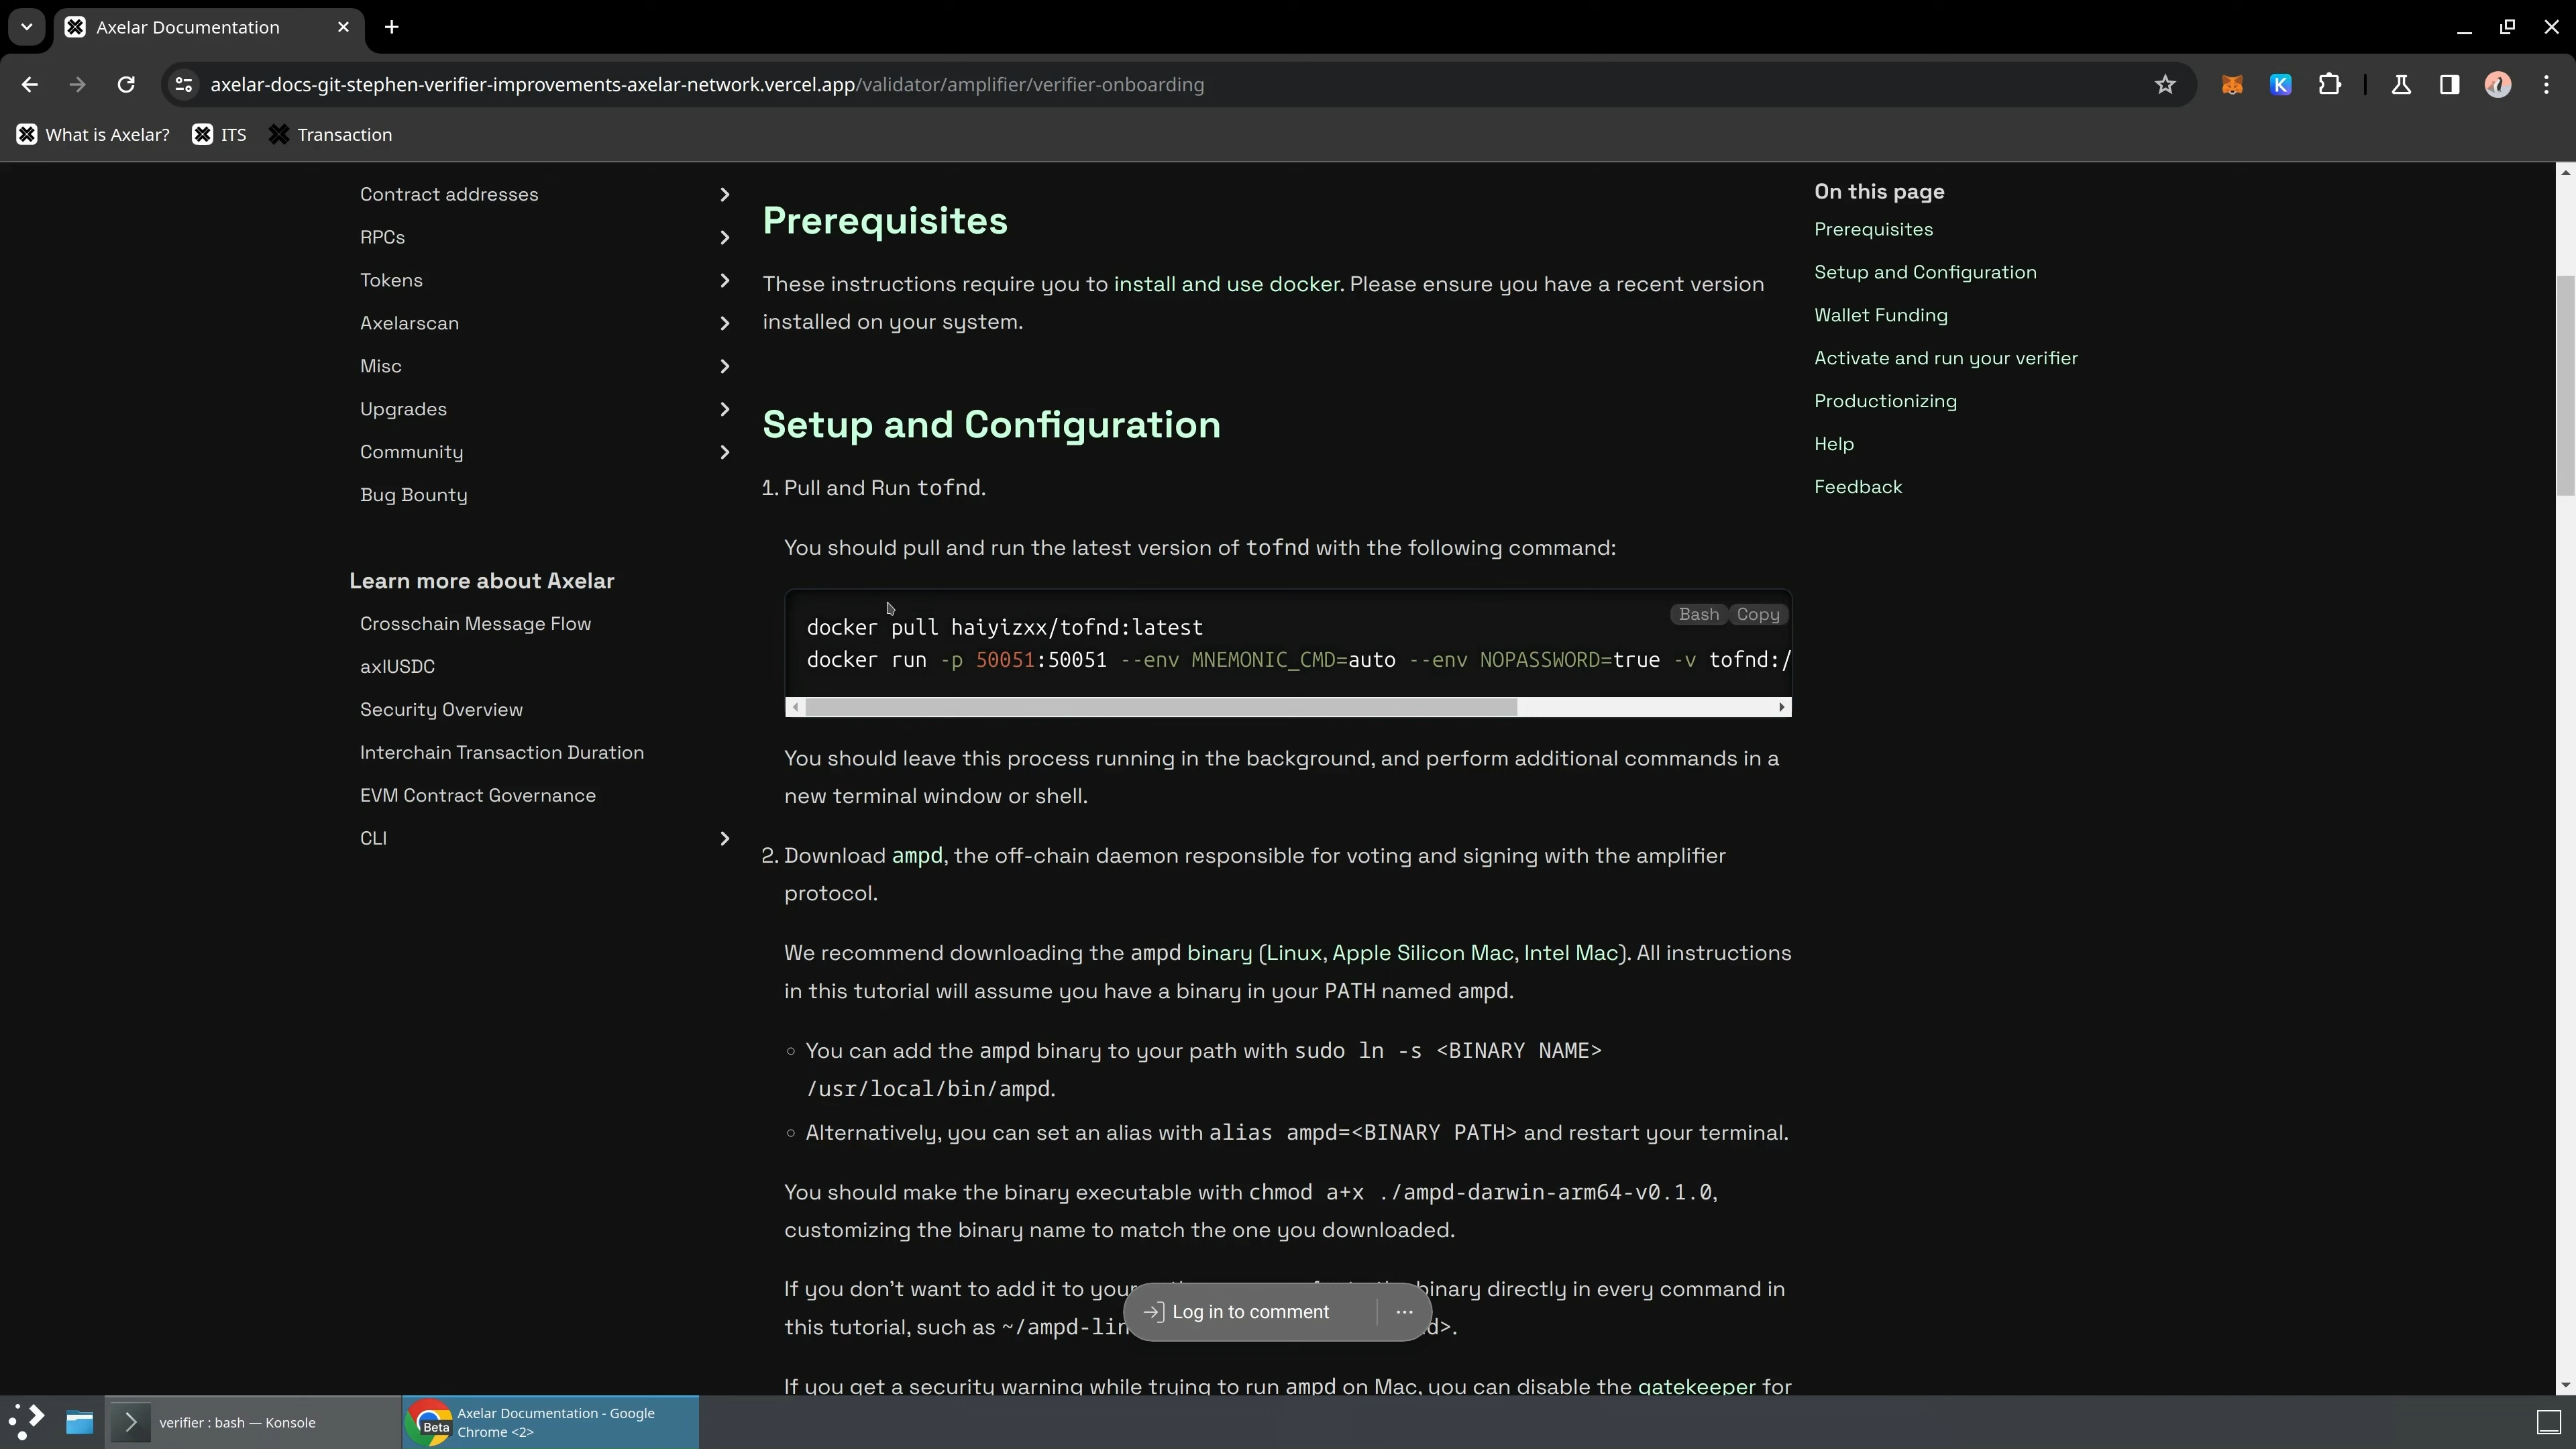 Axelar Documentation
axelar-docs-git-stephen-verifier-improvements-axelar-network.vercel.app/validator/amplifier/verifier-onboarding
K
What is Axelar? ITS Transaction
Contract addresses
RPCs
Tokens
Axelarscan
Misc
Upgrades
Community
Bug Bounty
Learn more about Axelar
Crosschain Message Flow
axlUSDC
Security Overview
Interchain Transaction Duration
EVM Contract Governance
CLI
Prerequisites
These instructions require you to install and use docker. Please ensure you have a recent version
installed on your system.
Setup and Configuration
1. Pull and Run tofnd.
You should pull and run the latest version of tofnd with the following command:
Bash Copy
docker pull haiyizxx/tofnd:latest
docker run -p 50051:50051 --env MNEMONIC_CMD=auto --env NOPASSWORD=true -v tofnd:/
You should leave this process running in the background, and perform additional commands in a
new terminal window or shell.
2. Download ampd, the off-chain daemon responsible for voting and signing with the amplifier
protocol.
We recommend downloading the ampd binary (Linux, Apple Silicon Mac, Intel Mac). All instructions
in this tutorial will assume you have a binary in your PATH named ampd.
You can add the ampd binary to your path with sudo ln -s <BINARY NAME>
/usr/local/bin/ampd.
Alternatively, you can set an alias with alias ampd=<BINARY PATH> and restart your terminal.
You should make the binary executable with chmod a+x ./ampd-darwin-arm64-v0.1.0,
customizing the binary name to match the one you downloaded.
If you don't want to add it to your binary directly in every command in
this tutorial, such as ~/ampd-lin d>.
If you get a security warning while trying to run ampd on Mac, you can disable the gatekeeper for
Log in to comment
On this page
Prerequisites
Setup and Configuration
Wallet Funding
Activate and run your verifier
Productionizing
Help
Feedback
verifier : bash — Konsole
Beta
Axelar Documentation - Google
Chrome <2>